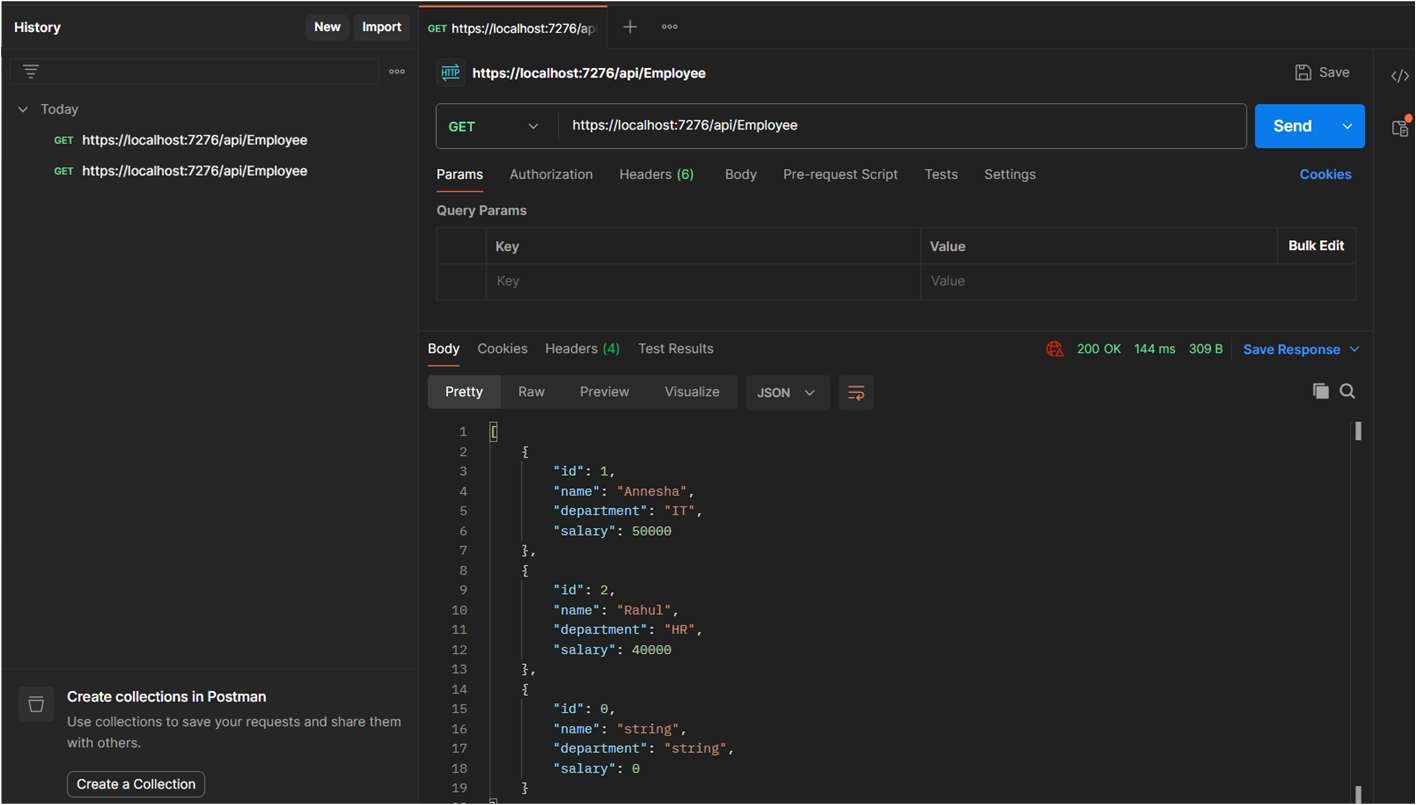 History
New
Import
Today
GET https://localhost:7276/api/Employee
GET https://localhost:7276/api/Employee
Create collections in Postman
Use collections to save your requests and share them
with others.
Create a Collection
GET https://localhost:7276/api
HTTP https://localhost:7276/api/Employee
Save
GET https://localhost:7276/api/Employee
Send
Params Authorization Headers (6) Body Pre-request Script Tests Settings Cookies
Query Params
Key Value Bulk Edit
Key Value
Body Cookies Headers (4) Test Results 200 OK 144 ms 309 B Save Response
Pretty Raw Preview Visualize JSON
1 [
2 {
3 "id": 1,
4 "name": "Annesha",
5 "department": "IT",
6 "salary": 50000
7 },
8 {
9 "id": 2,
10 "name": "Rahul",
11 "department": "HR",
12 "salary": 40000
13 },
14 {
15 "id": 0,
16 "name": "string",
17 "department": "string",
18 "salary": 0
19 }